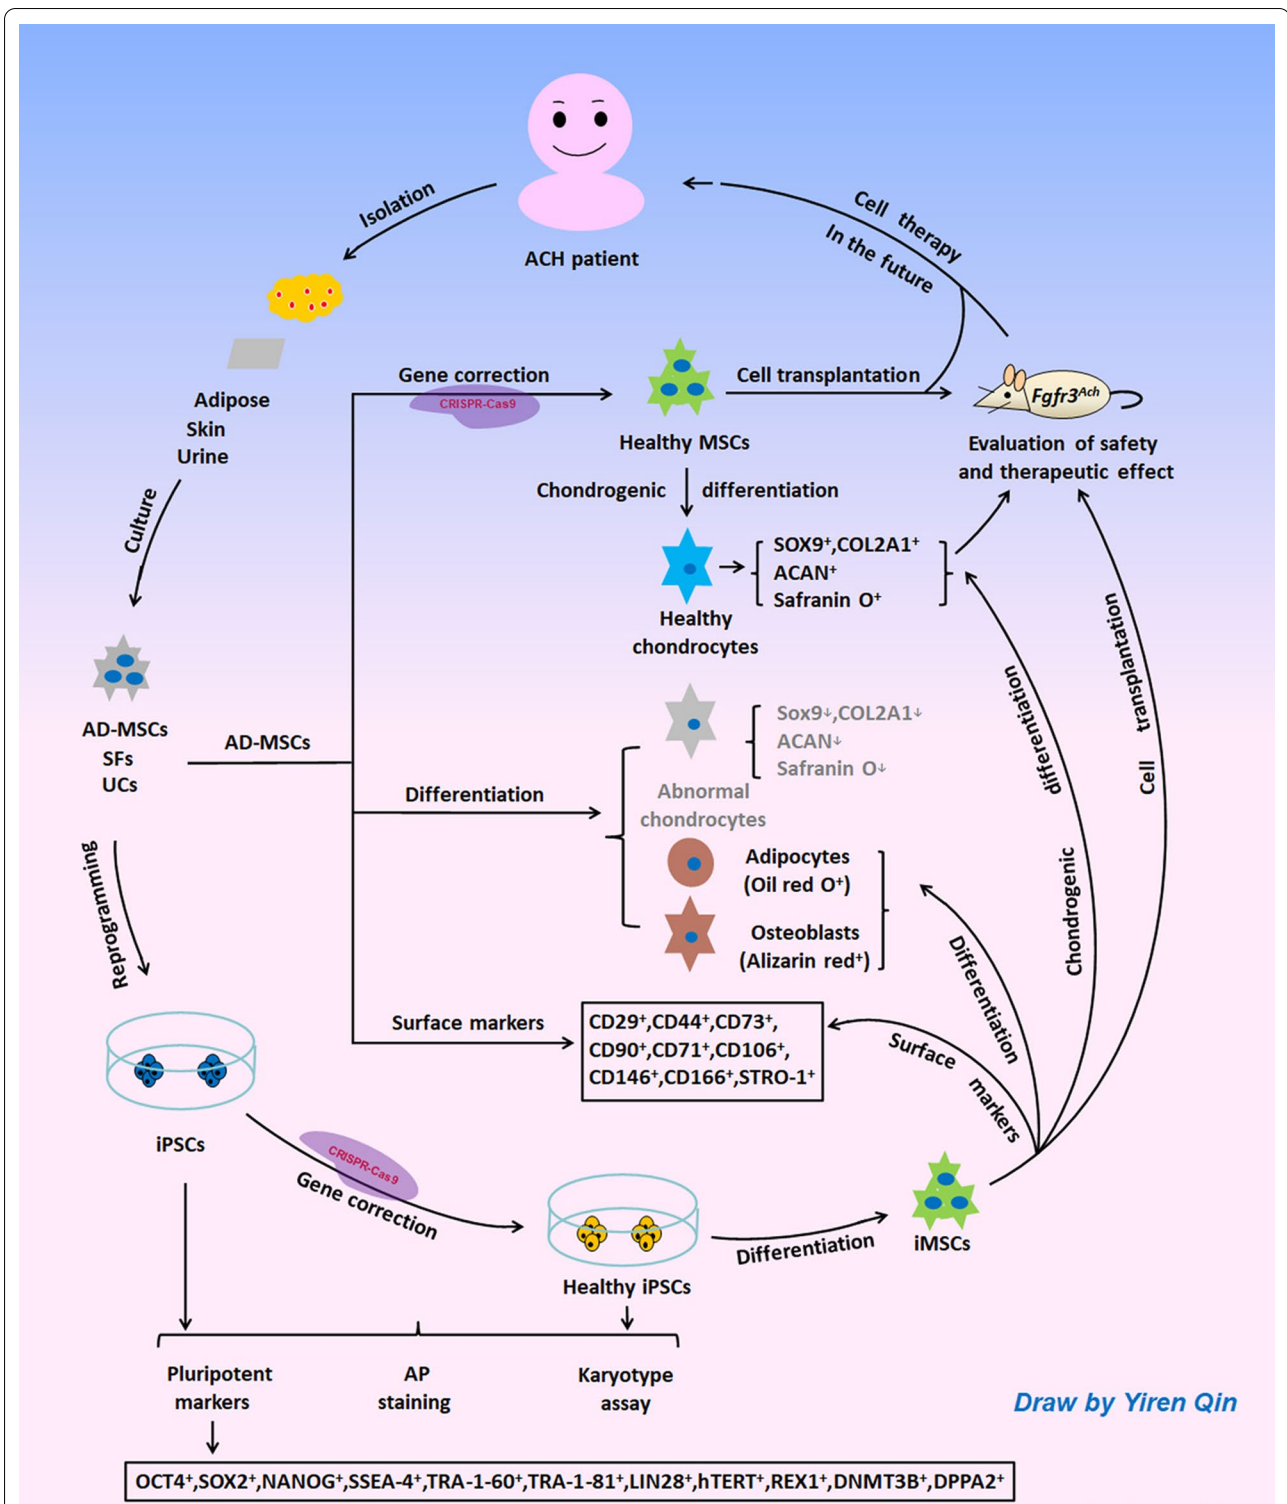 Isolation
ACH patient
Cell therapy
In the future
Adipose
Skin
Urine
Culture
Gene correction
CRISPR-Cas9
Healthy MSCs
Cell transplantation
Fgfr3ᴬᶜʰ
Evaluation of safety
and therapeutic effect
Chondrogenic differentiation
SOX9⁺,COL2A1⁺
ACAN⁺
Safranin O⁺
Healthy
chondrocytes
AD-MSCs
SFs
UCs
AD-MSCs
Sox9↓,COL2A1↓
ACAN↓
Safranin O↓
Abnormal
chondrocytes
Differentiation
Adipocytes
(Oil red O⁺)
Osteoblasts
(Alizarin red⁺)
Surface markers
CD29⁺,CD44⁺,CD73⁺,
CD90⁺,CD71⁺,CD106⁺,
CD146⁺,CD166⁺,STRO-1⁺
Surface markers
Differentiation
Chondrogenic differentiation
Cell transplantation
Reprogramming
iPSCs
CRISPR-Cas9
Gene correction
Healthy iPSCs
Differentiation
iMSCs
Pluripotent
markers
AP
staining
Karyotype
assay
Draw by Yiren Qin
OCT4⁺,SOX2⁺,NANOG⁺,SSEA-4⁺,TRA-1-60⁺,TRA-1-81⁺,LIN28⁺,hTERT⁺,REX1⁺,DNMT3B⁺,DPPA2⁺